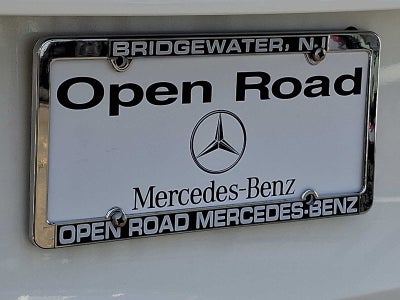 BRIDGEWATER, NJ
Open Road
Mercedes-Benz
OPEN ROAD MERCEDES-BENZ